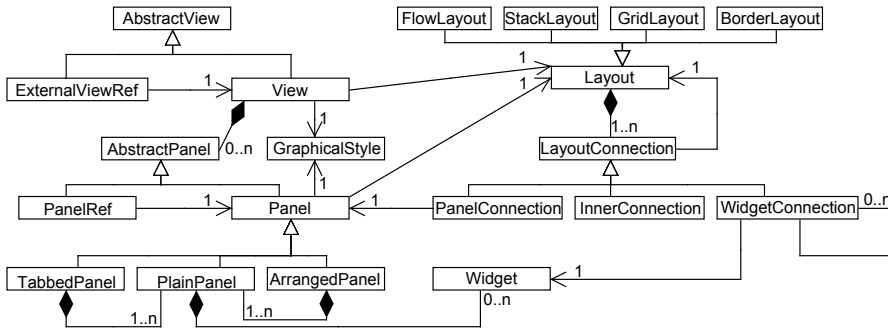 AbstractView
FlowLayout
StackLayout
GridLayout
BorderLayout
ExternalViewRef
1
View
1
1
Layout
1
1
0..n
1..n
AbstractPanel
GraphicalStyle
LayoutConnection
1
PanelRef
1
Panel
1
PanelConnection
InnerConnection
WidgetConnection
0..n
TabbedPanel
PlainPanel
ArrangedPanel
Widget
1
1..n
1..n
0..n